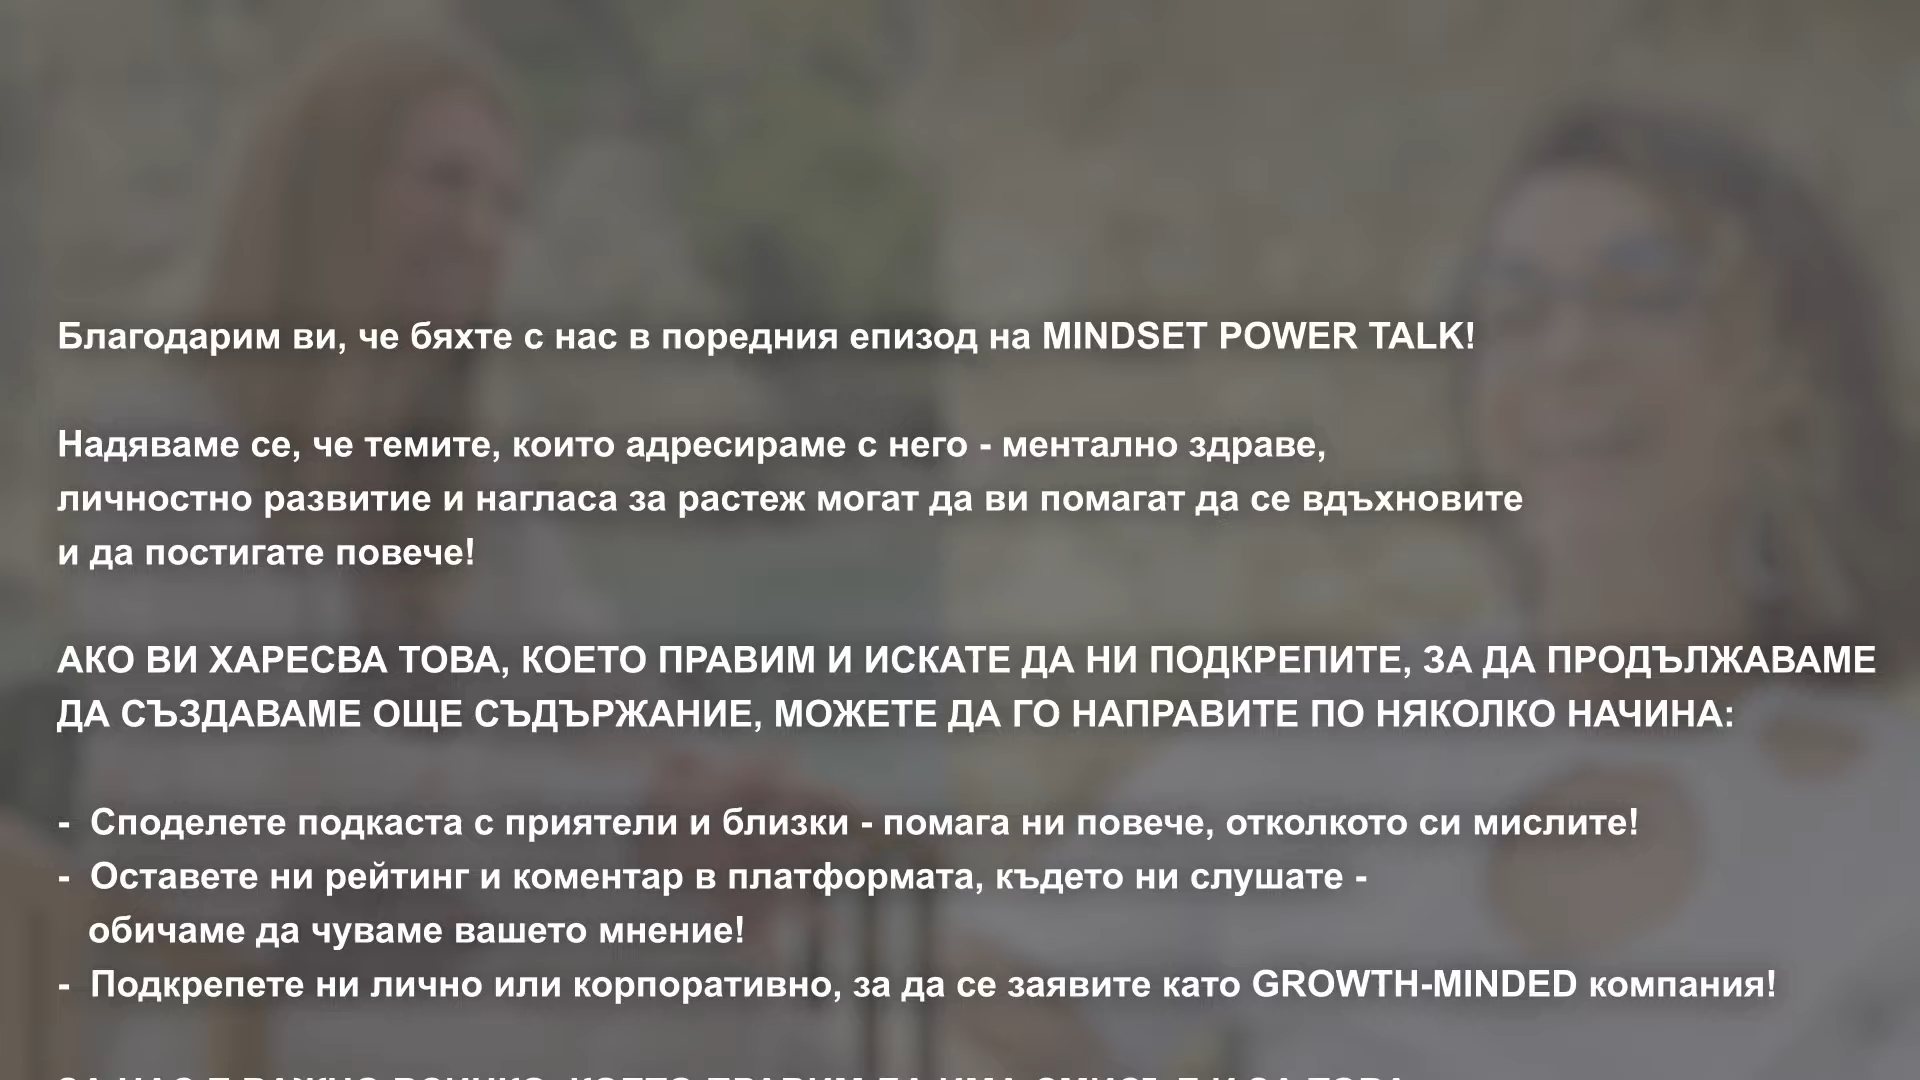 Благодарим ви, че бяхте с нас в поредния епизод на MINDSET POWER TALK!
Надяваме се, че темите, които адресираме с него - ментално здраве,
личностно развитие и нагласа за растеж могат да ви помагат да се вдъхновите
и да постигате повече!
АКО ВИ ХАРЕСВА ТОВА, КОЕТО ПРАВИМ И ИСКАТЕ ДА НИ ПОДКРЕПИТЕ, ЗА ДА ПРОДЪЛЖАВАМЕ
ДА СЪЗДАВАМЕ ОЩЕ СЪДЪРЖАНИЕ, МОЖЕТЕ ДА ГО НАПРАВИТЕ ПО НЯКОЛКО НАЧИНА:
- Споделете подкаста с приятели и близки - помага ни повече, отколкото си мислите!
- Оставете ни рейтинг и коментар в платформата, където ни слушате -
обичаме да чуваме вашето мнение!
- Подкрепете ни лично или корпоративно, за да се заявите като GROWTH-MINDED компания!